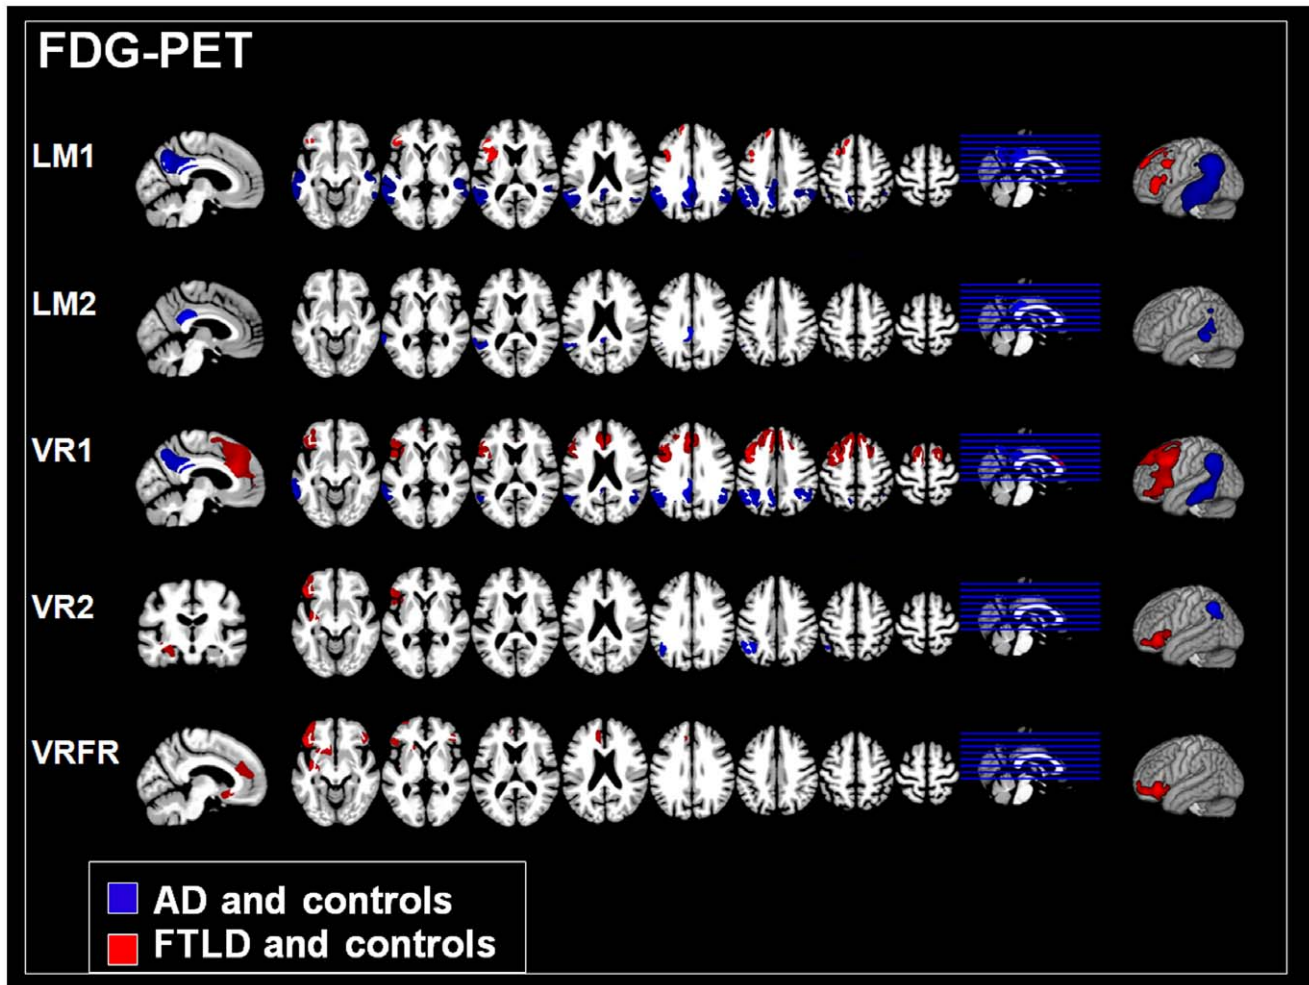 FDG-PET
LM1
LM2
VR1
VR2
VRFR
AD and controls
FTLD and controls